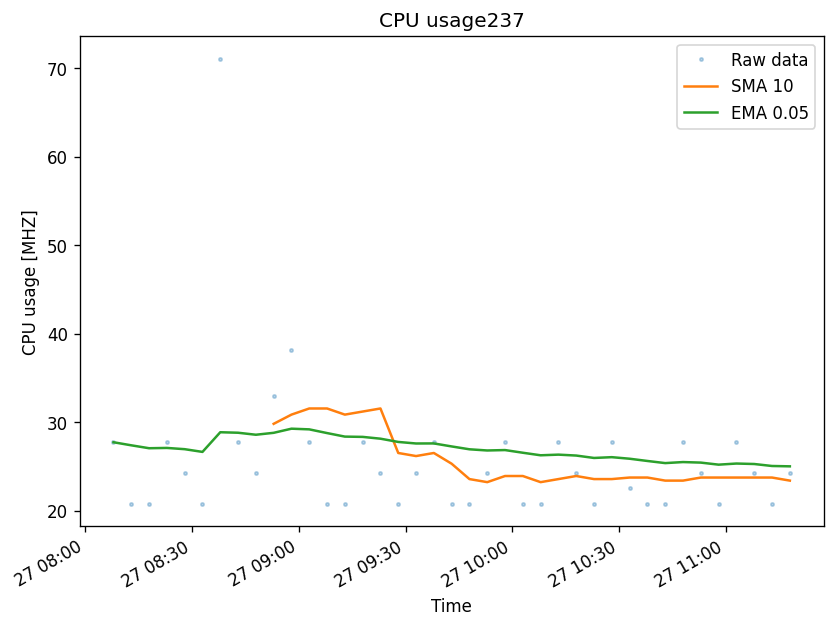 CPU usage237
Raw data
SMA 10
EMA 0.05
CPU usage [MHZ]
70
60
50
40
30
20
27 08:00
27 08:30
27 09:00
27 09:30
27 10:00
27 10:30
27 11:00
Time